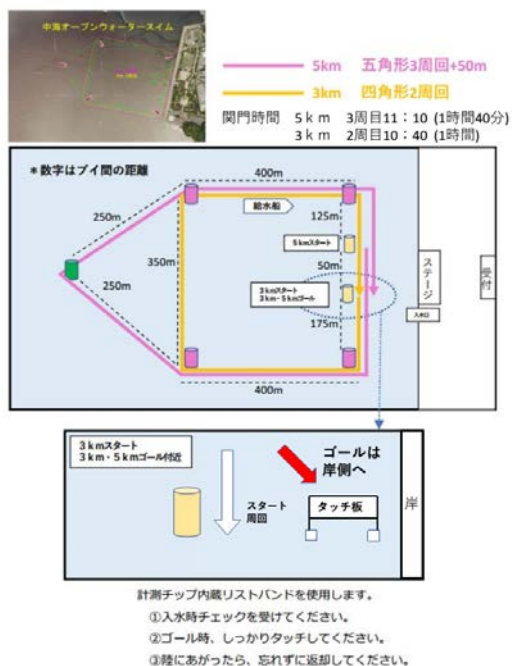 中海オープンウォータースイム
5km 五角形3周回+50m
3km 四角形2周回
関門時間 5km 3周目11：10 (1時間40分)
3km 2周目10：40 (1時間)
＊数字はブイ間の距離
400m
給水船
250m
125m
5kmスタート
350m
50m
250m
3kmスタート
3km・5kmゴール
175m
400m
ステージ
受付
入水口
3kmスタート
3km・5kmゴール付近
ゴールは
岸側へ
スタート
周回
タッチ板
岸
計測チップ内蔵リストバンドを使用します。
①入水時チェックを受けてください。
②ゴール時、しっかりタッチしてください。
③陸にあがったら、忘れずに返却してください。